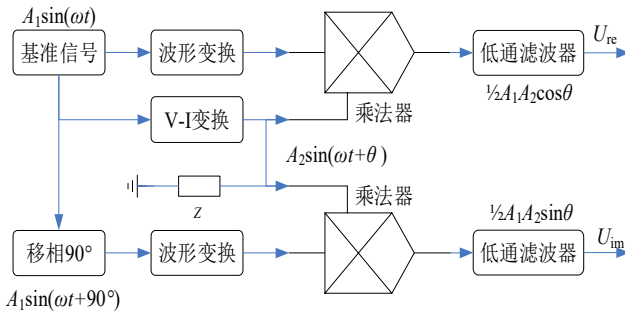 A₁sin(ωt)
基准信号
波形变换
低通滤波器
U_re
½A₁A₂cosθ
乘法器
V-I变换
A₂sin(ωt+θ)
Z
乘法器
½A₁A₂sinθ
移相90°
波形变换
低通滤波器
U_im
A₁sin(ωt+90°)